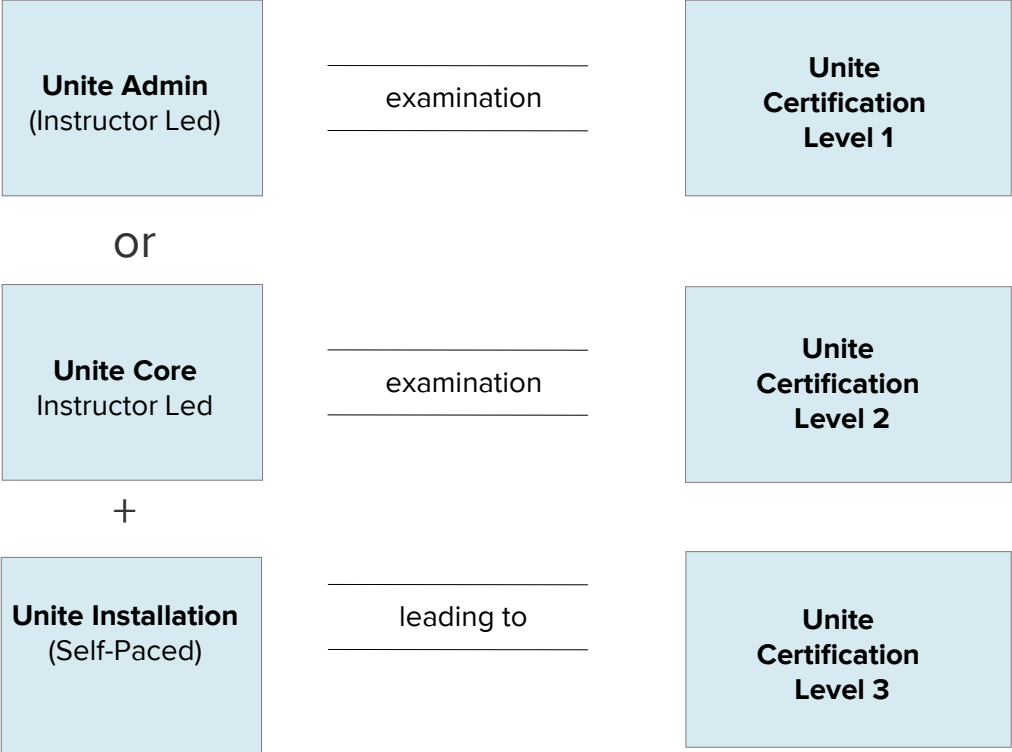 Unite Admin
(Instructor Led)
examination
Unite
Certification
Level 1
or
Unite Core
Instructor Led
examination
Unite
Certification
Level 2
+
Unite Installation
(Self-Paced)
leading to
Unite
Certification
Level 3